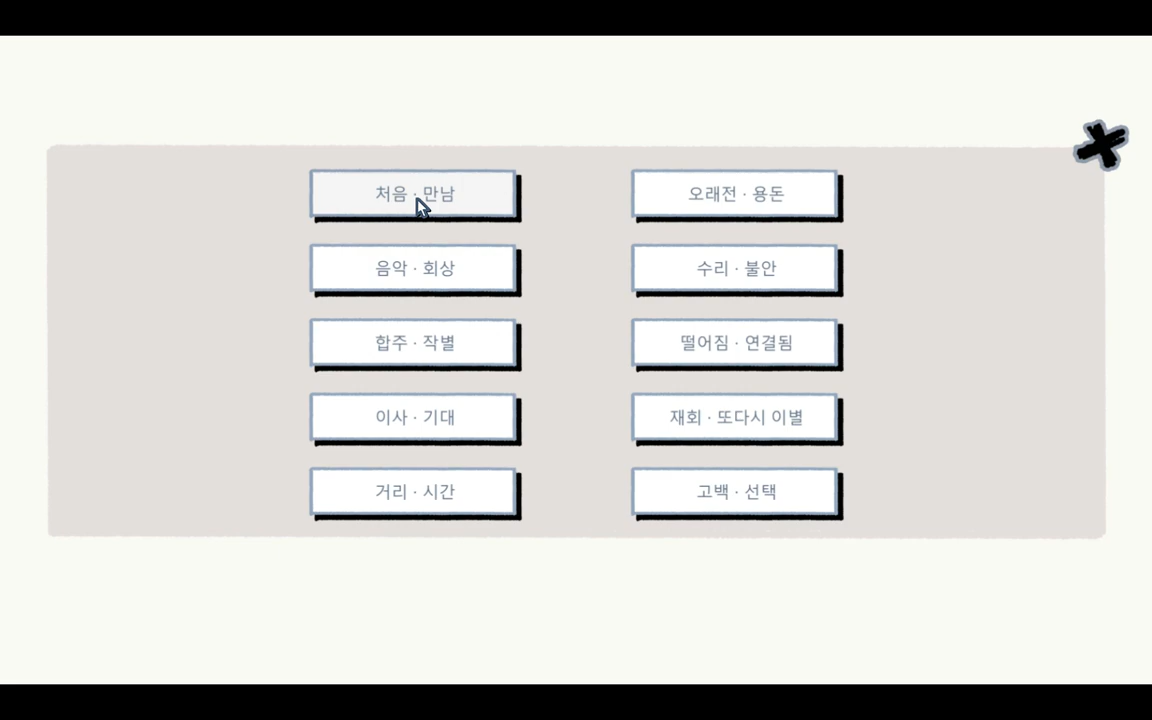 처음 · 만남
음악 · 회상
합주 · 작별
이사 · 기대
거리 · 시간
오래전 · 용돈
수리 · 불안
떨어짐 · 연결됨
재회 · 또다시 이별
고백 · 선택